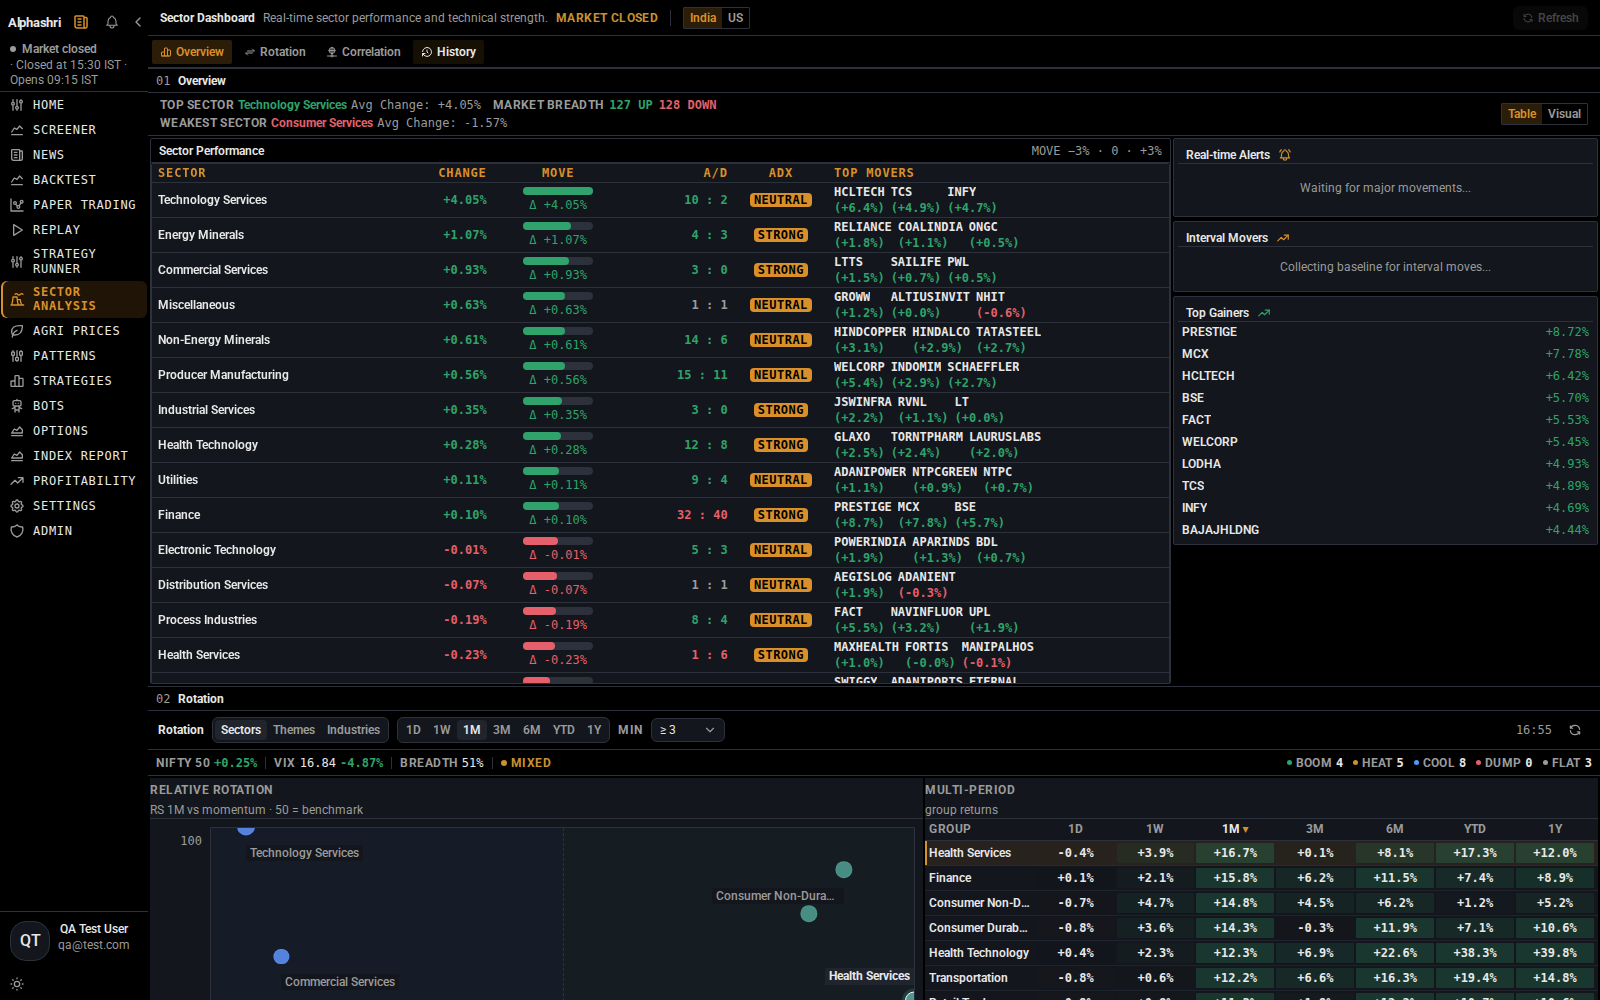 Alphashri
Market closed
· Closed at 15:30 IST ·
Opens 09:15 IST
HOME
SCREENER
NEWS
BACKTEST
PAPER TRADING
REPLAY
STRATEGY
RUNNER
SECTOR
ANALYSIS
AGRI PRICES
PATTERNS
STRATEGIES
BOTS
OPTIONS
INDEX REPORT
PROFITABILITY
SETTINGS
ADMIN
QT
QA Test User
qa@test.com
Sector Dashboard Real-time sector performance and technical strength. MARKET CLOSED India US Refresh
Overview Rotation Correlation History
01 Overview
TOP SECTOR Technology Services Avg Change: +4.05% MARKET BREADTH 127 UP 128 DOWN
WEAKEST SECTOR Consumer Services Avg Change: -1.57%
Table Visual
Sector Performance MOVE −3% · 0 · +3%
SECTOR CHANGE MOVE A/D ADX TOP MOVERS
Technology Services +4.05% Δ +4.05% 10 : 2 NEUTRAL HCLTECH TCS INFY
(+6.4%) (+4.9%) (+4.7%)
Energy Minerals +1.07% Δ +1.07% 4 : 3 STRONG RELIANCE COALINDIA ONGC
(+1.8%) (+1.1%) (+0.5%)
Commercial Services +0.93% Δ +0.93% 3 : 0 STRONG LTTS SAILIFE PWL
(+1.5%) (+0.7%) (+0.5%)
Miscellaneous +0.63% Δ +0.63% 1 : 1 NEUTRAL GROWW ALTIUSINVIT NHIT
(+1.2%) (+0.0%) (-0.6%)
Non-Energy Minerals +0.61% Δ +0.61% 14 : 6 NEUTRAL HINDCOPPER HINDALCO TATASTEEL
(+3.1%) (+2.9%) (+2.7%)
Producer Manufacturing +0.56% Δ +0.56% 15 : 11 NEUTRAL WELCORP INDOMIM SCHAEFFLER
(+5.4%) (+2.9%) (+2.7%)
Industrial Services +0.35% Δ +0.35% 3 : 0 STRONG JSWINFRA RVNL LT
(+2.2%) (+1.1%) (+0.0%)
Health Technology +0.28% Δ +0.28% 12 : 8 STRONG GLAXO TORNTPHARM LAURUSLABS
(+2.5%) (+2.4%) (+2.0%)
Utilities +0.11% Δ +0.11% 9 : 4 NEUTRAL ADANIPOWER NTPCGREEN NTPC
(+1.1%) (+0.9%) (+0.7%)
Finance +0.10% Δ +0.10% 32 : 40 STRONG PRESTIGE MCX BSE
(+8.7%) (+7.8%) (+5.7%)
Electronic Technology -0.01% Δ -0.01% 5 : 3 NEUTRAL POWERINDIA APARINDS BDL
(+1.9%) (+1.3%) (+0.7%)
Distribution Services -0.07% Δ -0.07% 1 : 1 NEUTRAL AEGISLOG ADANIENT
(+1.9%) (-0.3%)
Process Industries -0.19% Δ -0.19% 8 : 4 NEUTRAL FACT NAVINFLUOR UPL
(+5.5%) (+3.2%) (+1.9%)
Health Services -0.23% Δ -0.23% 1 : 6 STRONG MAXHEALTH FORTIS MANIPALHOS
(+1.0%) (-0.0%) (-0.1%)
SWIGGY ADANIPORTS ETERNAL
Real-time Alerts
Waiting for major movements...
Interval Movers
Collecting baseline for interval moves...
Top Gainers
PRESTIGE +8.72%
MCX +7.78%
HCLTECH +6.42%
BSE +5.70%
FACT +5.53%
WELCORP +5.45%
LODHA +4.93%
TCS +4.89%
INFY +4.69%
BAJAJHLDNG +4.44%
02 Rotation
Rotation Sectors Themes Industries 1D 1W 1M 3M 6M YTD 1Y MIN ≥ 3 16:55
NIFTY 50 +0.25% VIX 16.84 -4.87% BREADTH 51% MIXED BOOM 4 HEAT 5 COOL 8 DUMP 0 FLAT 3
RELATIVE ROTATION
RS 1M vs momentum · 50 = benchmark
100
Technology Services
Consumer Non-Dura...
Commercial Services
Health Services
MULTI-PERIOD
group returns
GROUP 1D 1W 1M ▾ 3M 6M YTD 1Y
Health Services -0.4% +3.9% +16.7% +0.1% +8.1% +17.3% +12.0%
Finance +0.1% +2.1% +15.8% +6.2% +11.5% +7.4% +8.9%
Consumer Non-D... -0.7% +4.7% +14.8% +4.5% +6.2% +1.2% +5.2%
Consumer Durab... -0.8% +3.6% +14.3% -0.3% +11.9% +7.1% +10.6%
Health Technology +0.4% +2.3% +12.3% +6.9% +22.6% +38.3% +39.8%
Transportation -0.8% +0.6% +12.2% +6.6% +16.3% +19.4% +14.8%